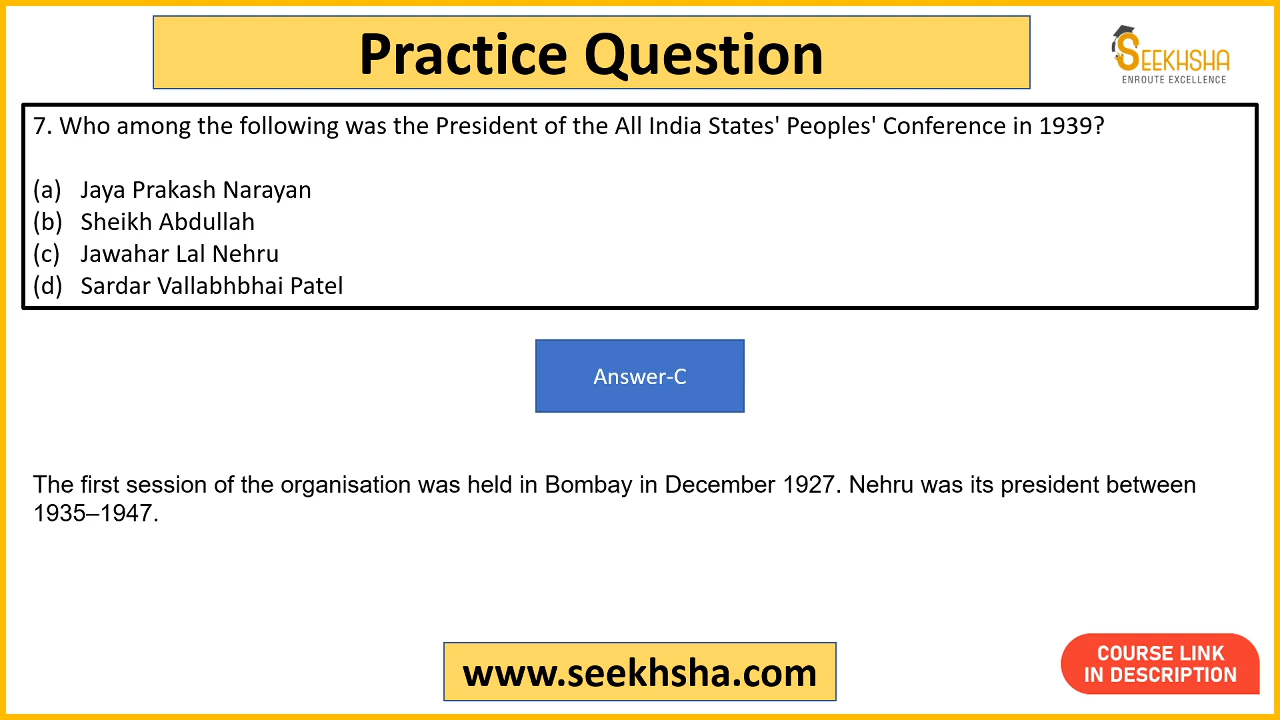 Practice Question
SEEKHSHA
ENROUTE EXCELLENCE
7. Who among the following was the President of the All India States' Peoples' Conference in 1939?
(a) Jaya Prakash Narayan
(b) Sheikh Abdullah
(c) Jawahar Lal Nehru
(d) Sardar Vallabhbhai Patel
Answer-C
The first session of the organisation was held in Bombay in December 1927. Nehru was its president between
1935–1947.
www.seekhsha.com
COURSE LINK
IN DESCRIPTION